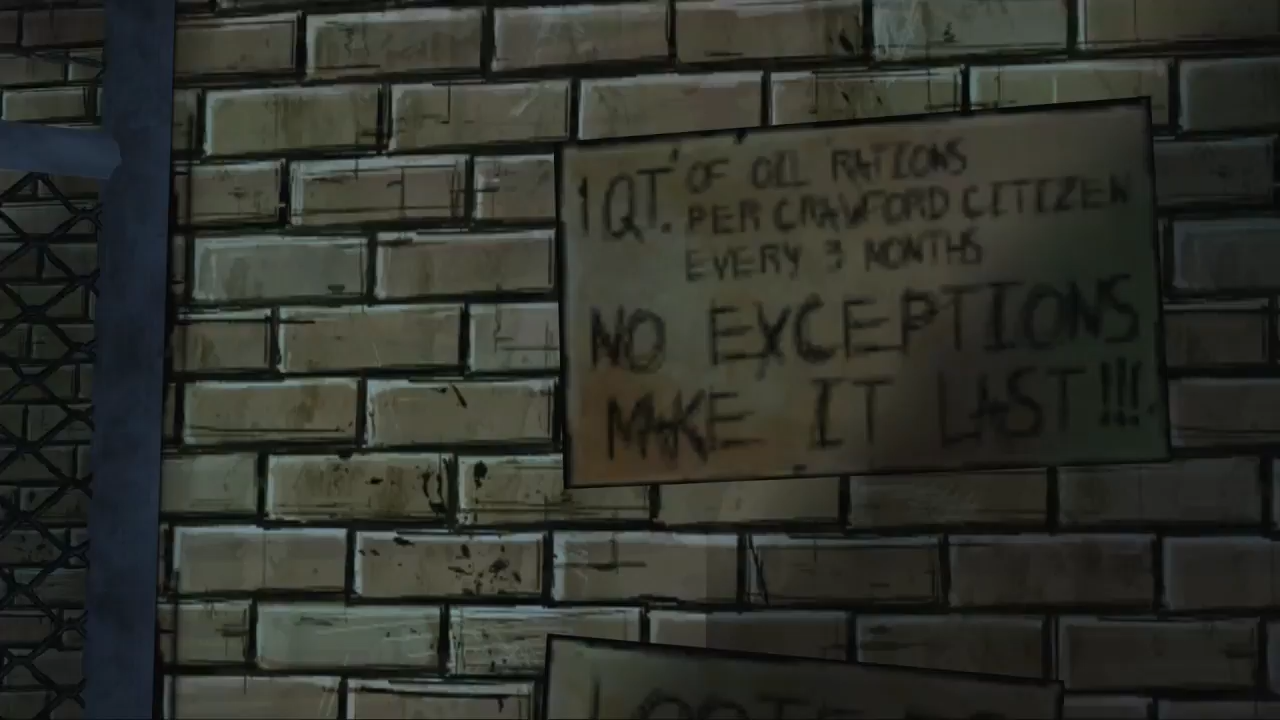 1 QT. OF OIL RATIONS
PER CRAWFORD CITIZEN
EVERY 3 MONTHS
NO EXCEPTIONS
MAKE IT LAST!!!